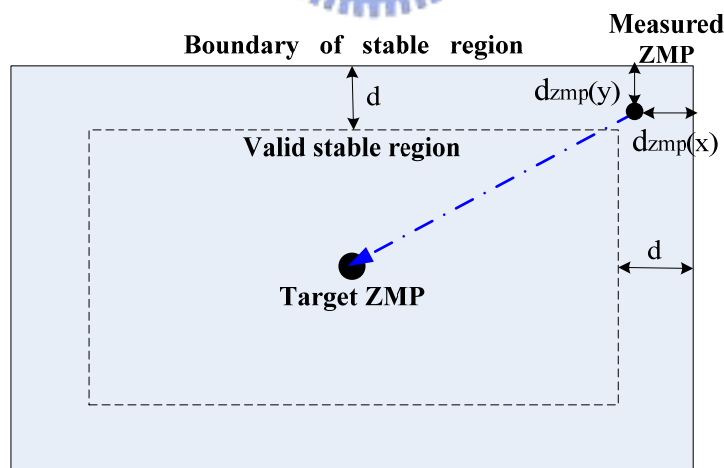 Measured
ZMP
Boundary of stable region
d
dzmp(y)
dzmp(x)
Valid stable region
d
Target ZMP